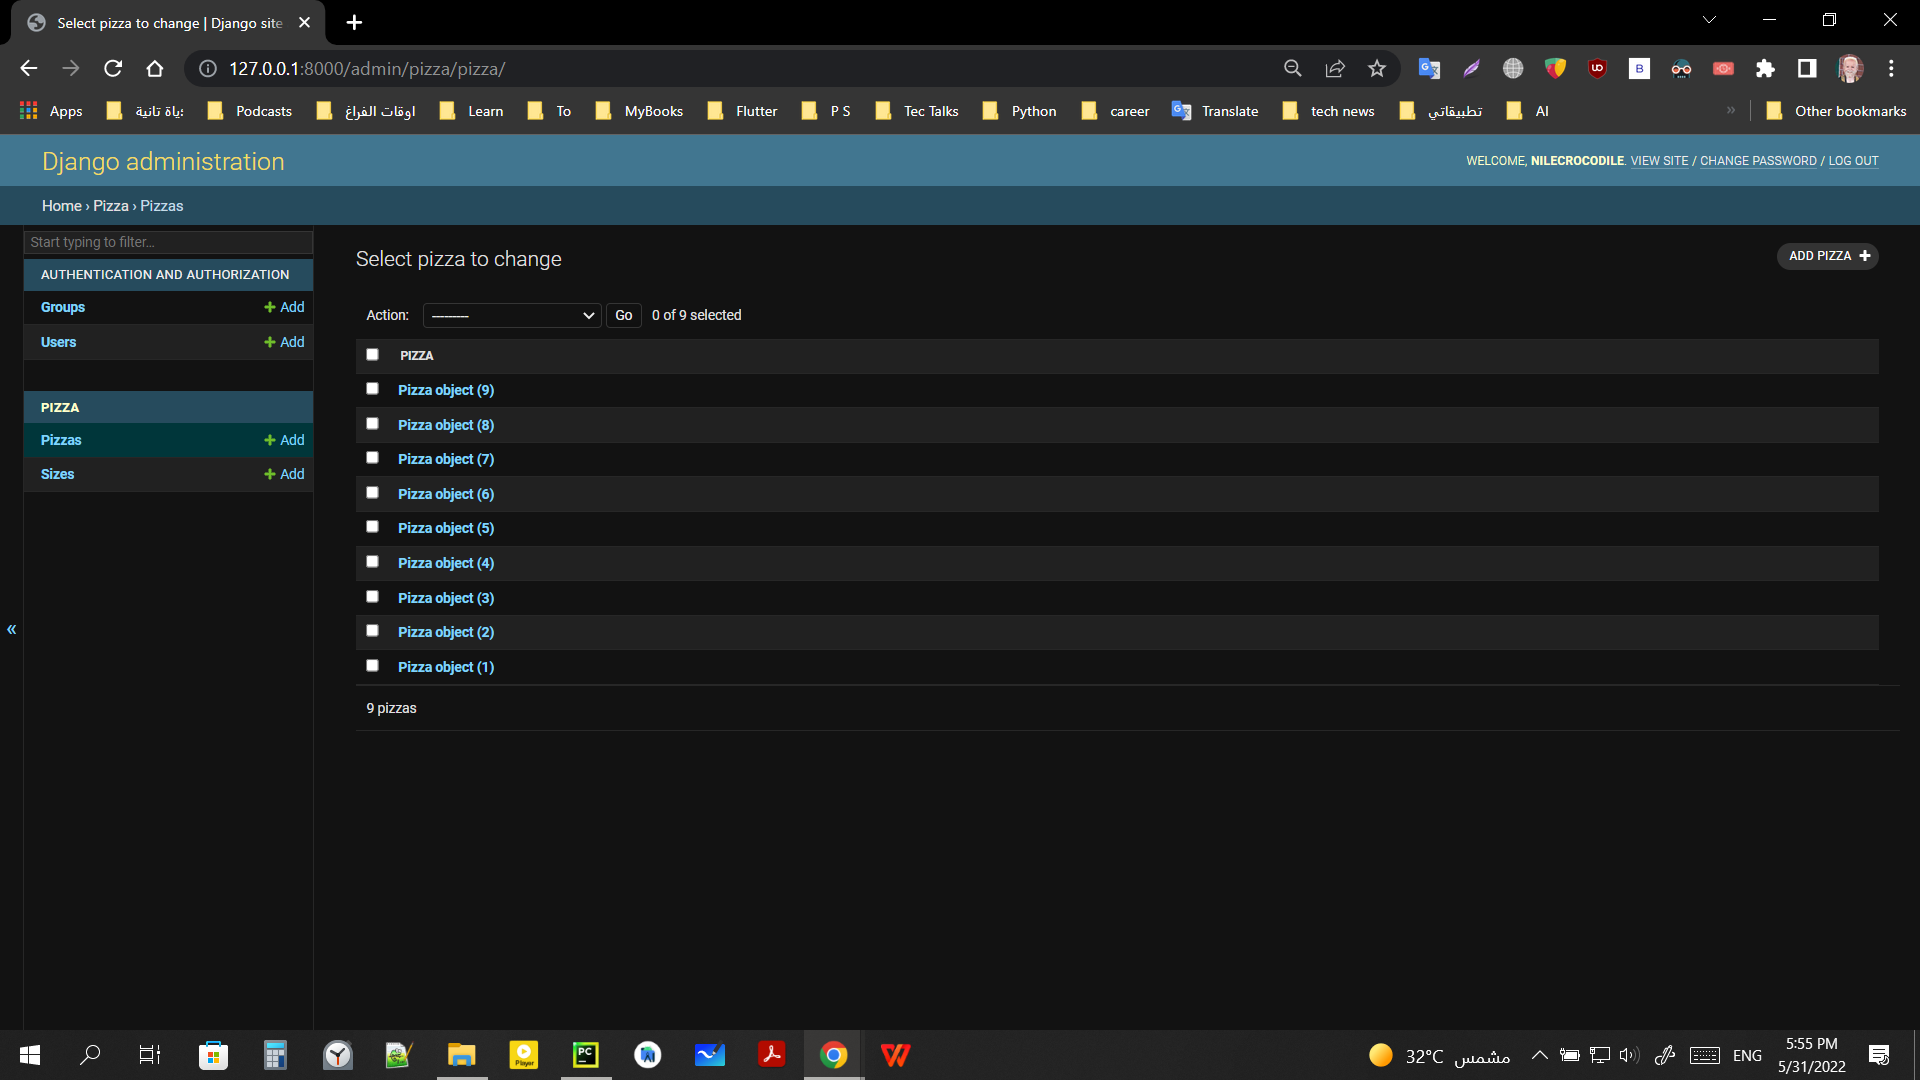 Select pizza to change | Django site
127.0.0.1:8000/admin/pizza/pizza/
Apps
ياة تانية:
Podcasts
اوقات الفراغ
Learn
To
MyBooks
Flutter
P S
Tec Talks
Python
career
Translate
tech news
تطبيقاتي
AI
»
Other bookmarks
Django administration
WELCOME, NILECROCODILE. VIEW SITE / CHANGE PASSWORD / LOG OUT
Home › Pizza › Pizzas
Start typing to filter...
AUTHENTICATION AND AUTHORIZATION
Groups + Add
Users + Add
PIZZA
Pizzas + Add
Sizes + Add
«
Select pizza to change
ADD PIZZA +
Action: --------- Go 0 of 9 selected
PIZZA
Pizza object (9)
Pizza object (8)
Pizza object (7)
Pizza object (6)
Pizza object (5)
Pizza object (4)
Pizza object (3)
Pizza object (2)
Pizza object (1)
9 pizzas
Player
PC
32°C مشمس
ENG
5:55 PM
5/31/2022